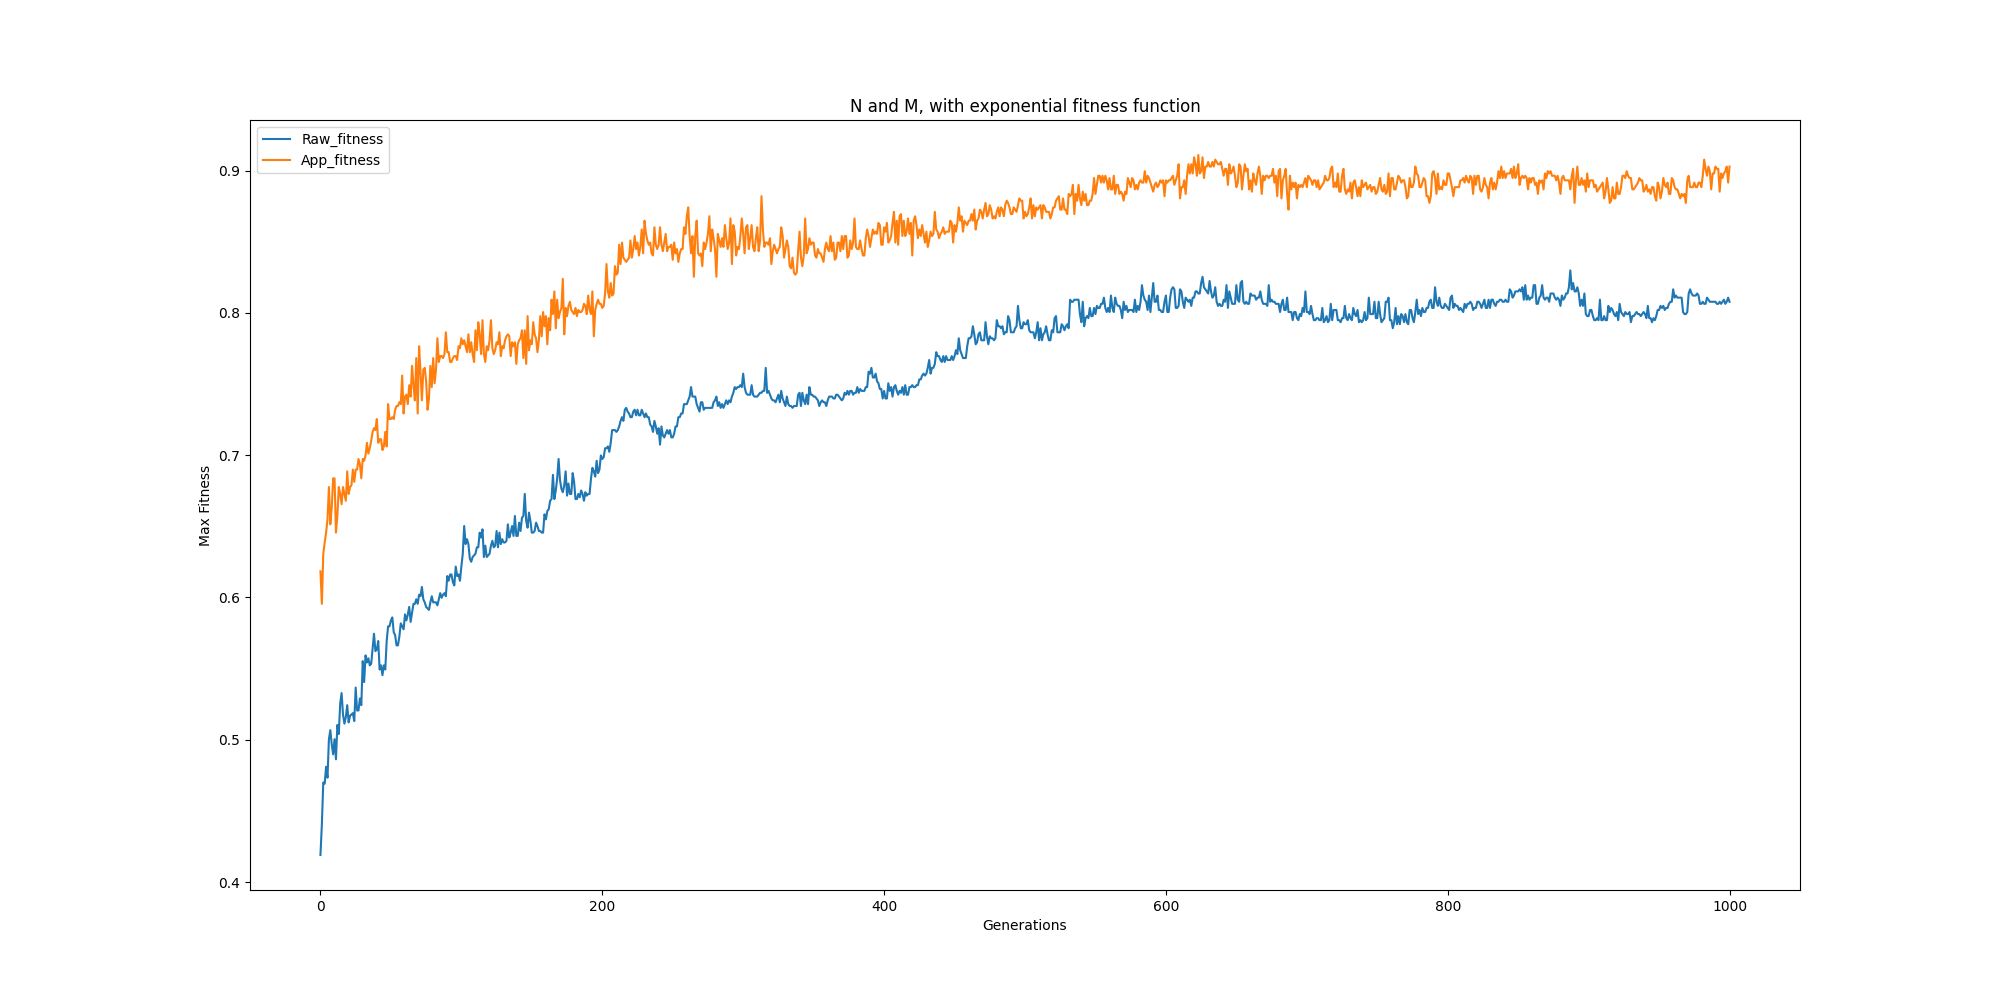 N and M, with exponential fitness function
Raw_fitness
App_fitness
Max Fitness
0.9
0.8
0.7
0.6
0.5
0.4
0 200 400 600 800 1000
Generations